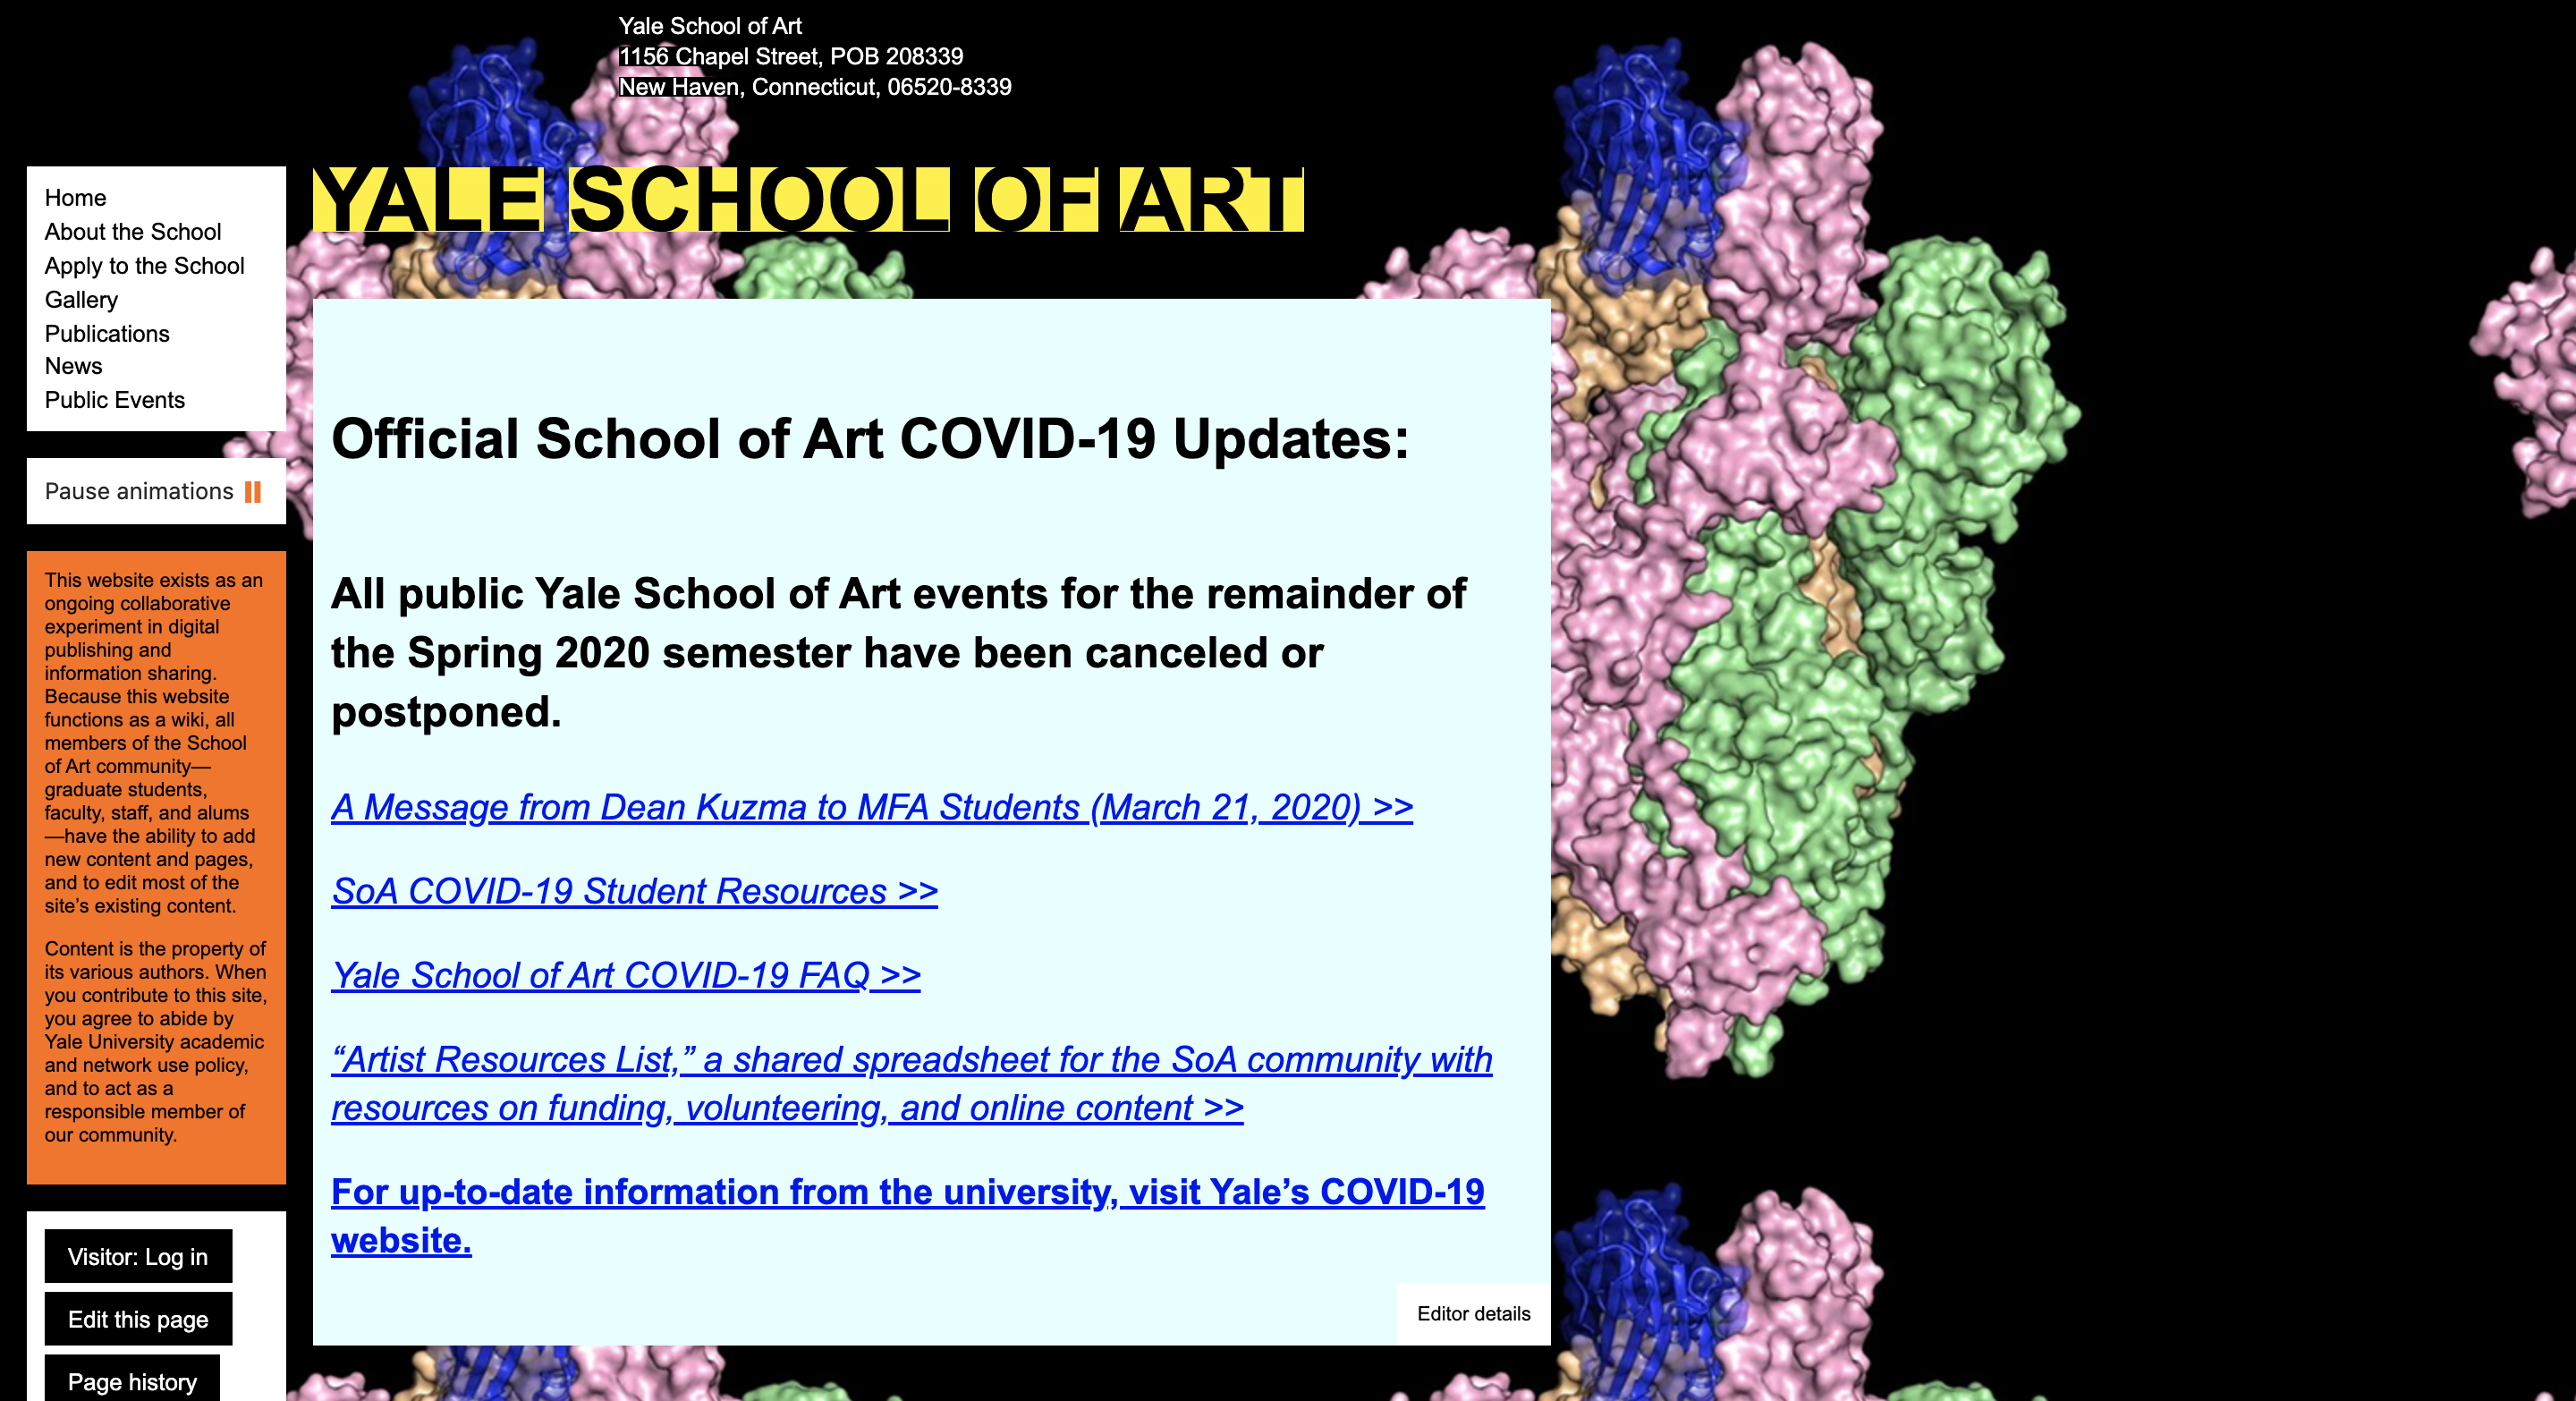 Yale School of Art
1156 Chapel Street, POB 208339
New Haven, Connecticut, 06520-8339
YALE SCHOOL OF ART
Home
About the School
Apply to the School
Gallery
Publications
News
Public Events
Pause animations
This website exists as an
ongoing collaborative
experiment in digital
publishing and
information sharing.
Because this website
functions as a wiki, all
members of the School
of Art community—
graduate students,
faculty, staff, and alums
—have the ability to add
new content and pages,
and to edit most of the
site’s existing content.
Content is the property of
its various authors. When
you contribute to this site,
you agree to abide by
Yale University academic
and network use policy,
and to act as a
responsible member of
our community.
Visitor: Log in
Edit this page
Page history
Official School of Art COVID-19 Updates:
All public Yale School of Art events for the remainder of
the Spring 2020 semester have been canceled or
postponed.
A Message from Dean Kuzma to MFA Students (March 21, 2020) >>
SoA COVID-19 Student Resources >>
Yale School of Art COVID-19 FAQ >>
“Artist Resources List,” a shared spreadsheet for the SoA community with
resources on funding, volunteering, and online content >>
For up-to-date information from the university, visit Yale’s COVID-19
website.
Editor details